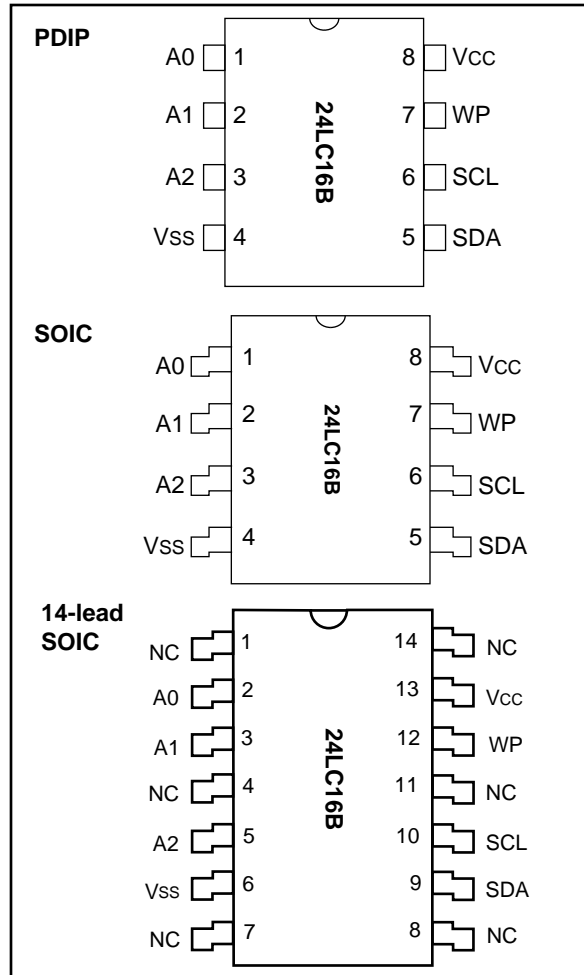 PDIP
A0 1 8 VCC
A1 2 7 WP
A2 3 6 SCL
VSS 4 5 SDA
24LC16B
SOIC
A0 1 8 VCC
A1 2 7 WP
A2 3 6 SCL
VSS 4 5 SDA
24LC16B
14-lead
SOIC
NC 1 14 NC
A0 2 13 VCC
A1 3 12 WP
NC 4 11 NC
A2 5 10 SCL
VSS 6 9 SDA
NC 7 8 NC
24LC16B